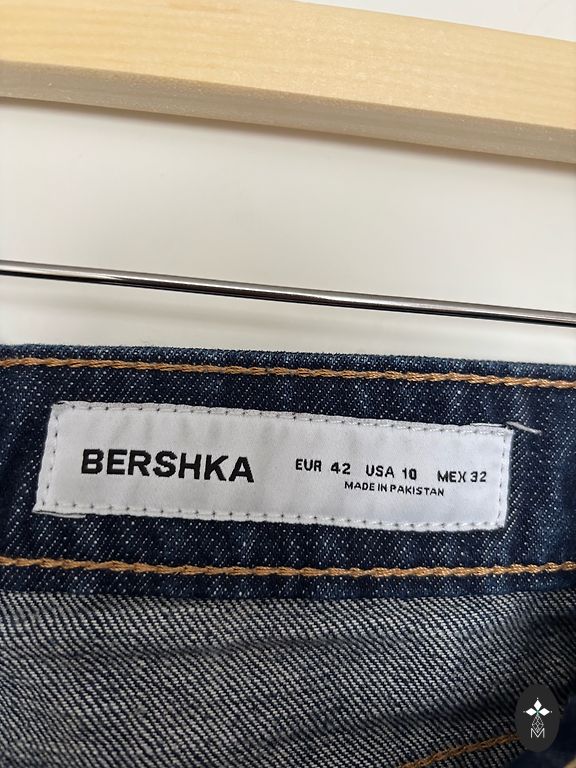 BERSHKA EUR 42 USA 10 MEX 32
MADE IN PAKISTAN
M